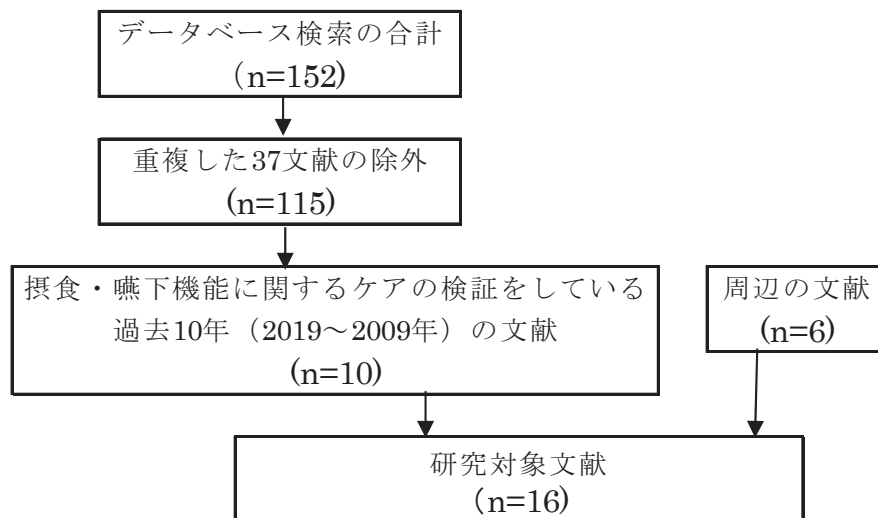 データベース検索の合計
(n=152)
重複した37文献の除外
(n=115)
摂食・嚥下機能に関するケアの検証をしている
過去10年（2019～2009年）の文献
(n=10)
周辺の文献
(n=6)
研究対象文献
(n=16)